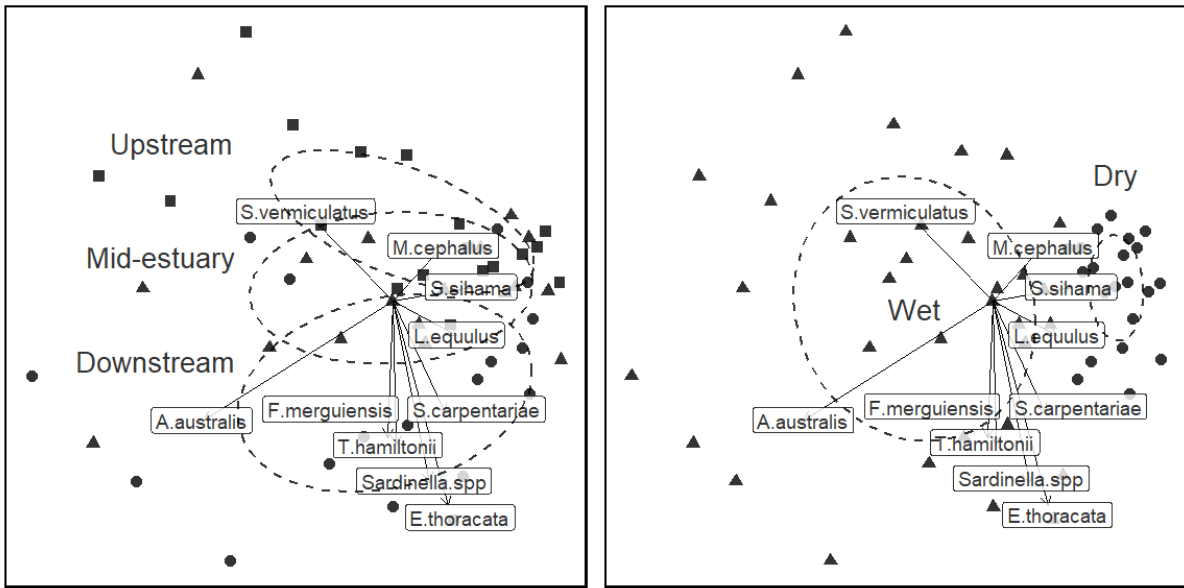 Upstream
S.vermiculatus
Mid-estuary
M.cephalus
S.sihama
L.equulus
Downstream
A.australis
F.merguiensis
S.carpentariae
T.hamiltonii
Sardinella.spp
E.thoracata
Dry
S.vermiculatus
M.cephalus
S.sihama
Wet
L.equulus
A.australis
F.merguiensis
S.carpentariae
T.hamiltonii
Sardinella.spp
E.thoracata